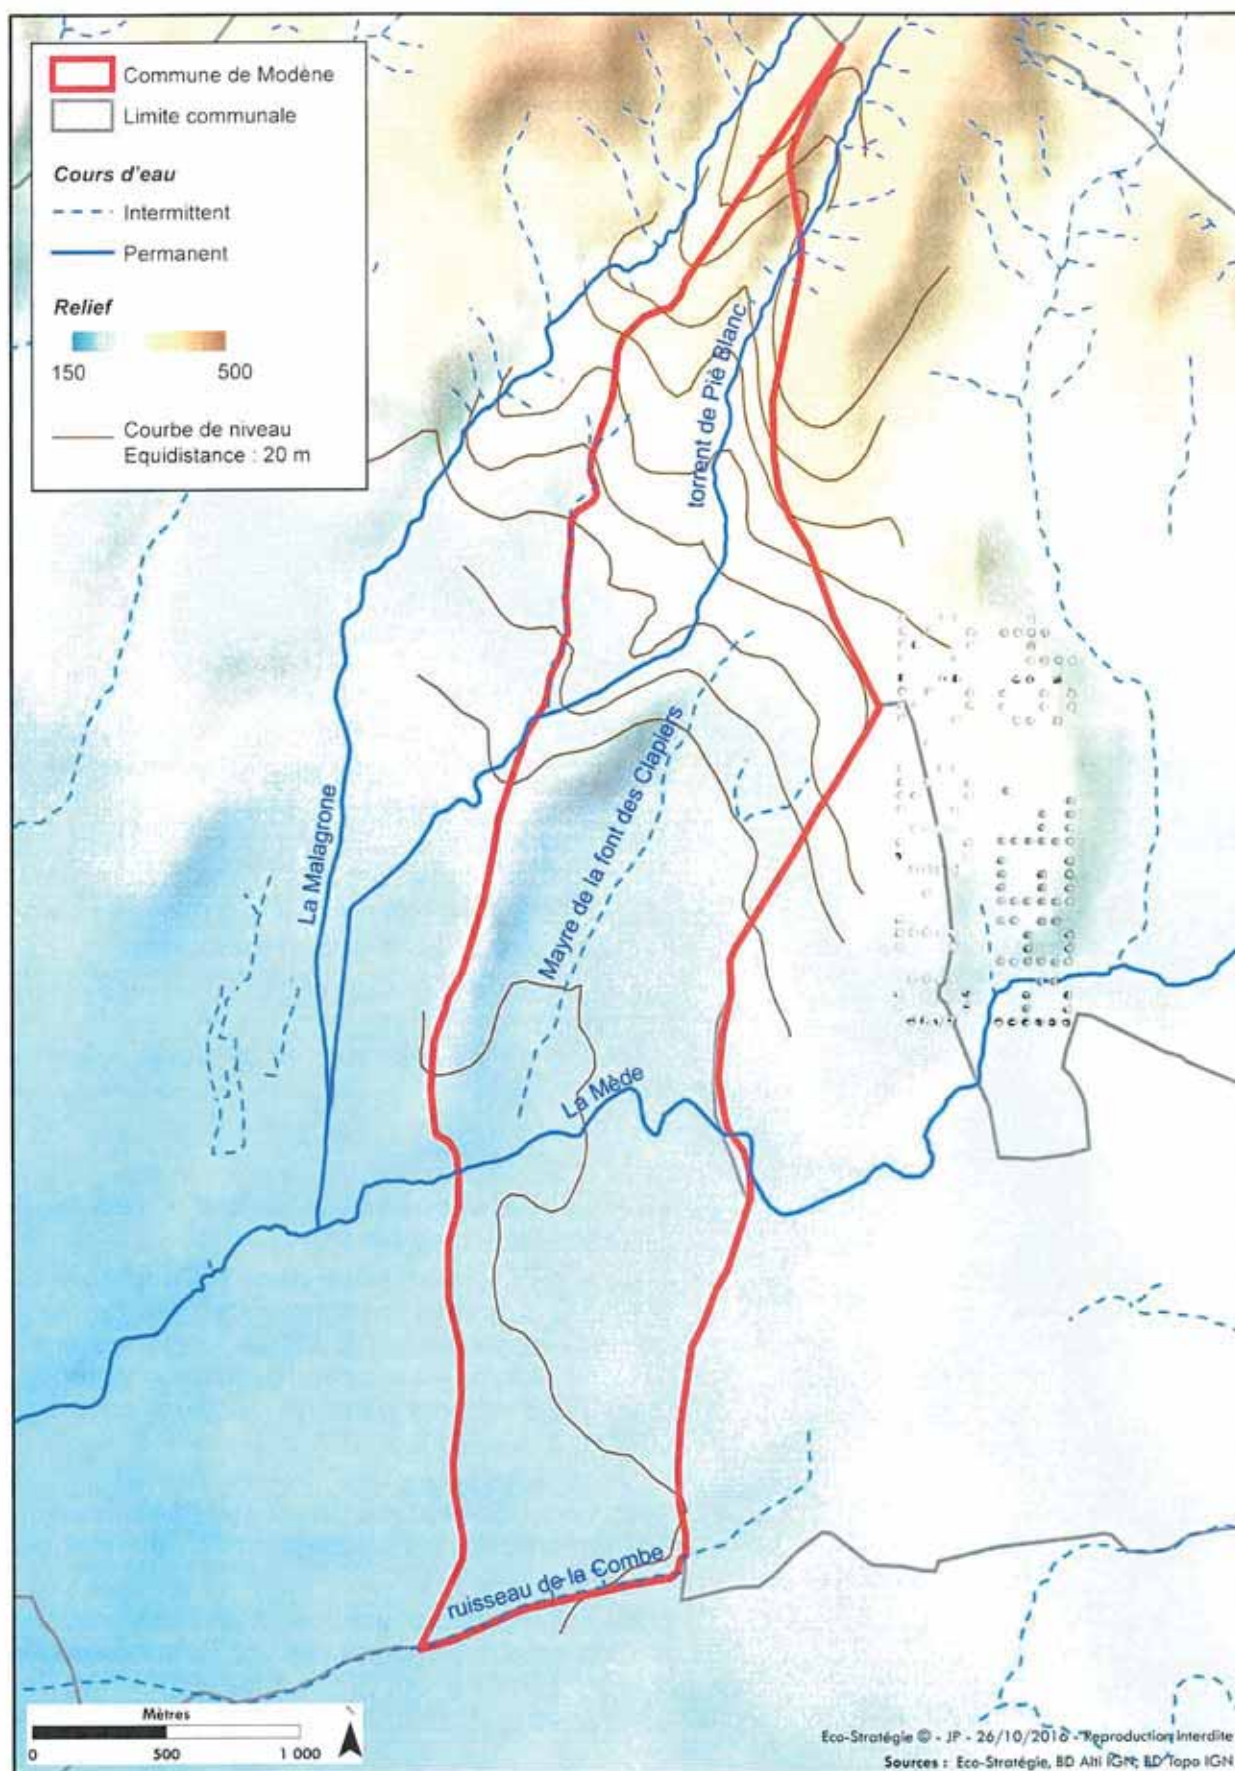 Commune de Modène
Limite communale
Cours d'eau
Intermittent
Permanent
Relief
150 500
Courbe de niveau
Equidistance : 20 m
torrent de Piè Blanc
La Malagrone
Mayre de la font des Clapiers
La Mède
ruisseau de la Combe
Mètres
0 500 1 000
Eco-Stratégie © - JP - 26/10/2016 - Reproduction interdite
Sources : Eco-Stratégie, BD Alti IGN, BD Topo IGN